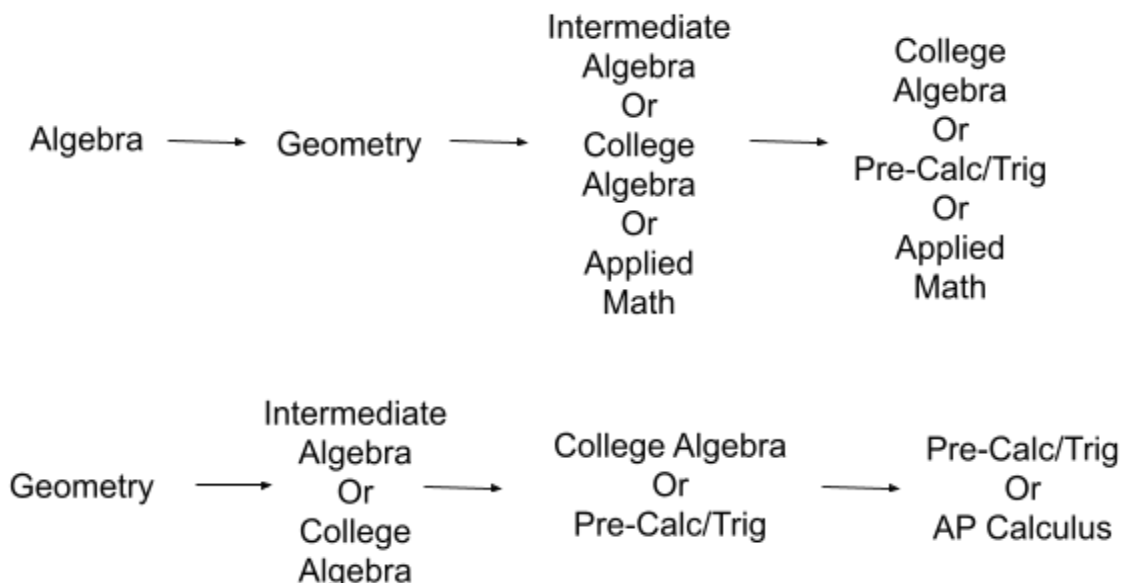 Algebra
Geometry
Intermediate
Algebra
Or
College
Algebra
Or
Applied
Math
College
Algebra
Or
Pre-Calc/Trig
Or
Applied
Math
Geometry
Intermediate
Algebra
Or
College
Algebra
College Algebra
Or
Pre-Calc/Trig
Pre-Calc/Trig
Or
AP Calculus